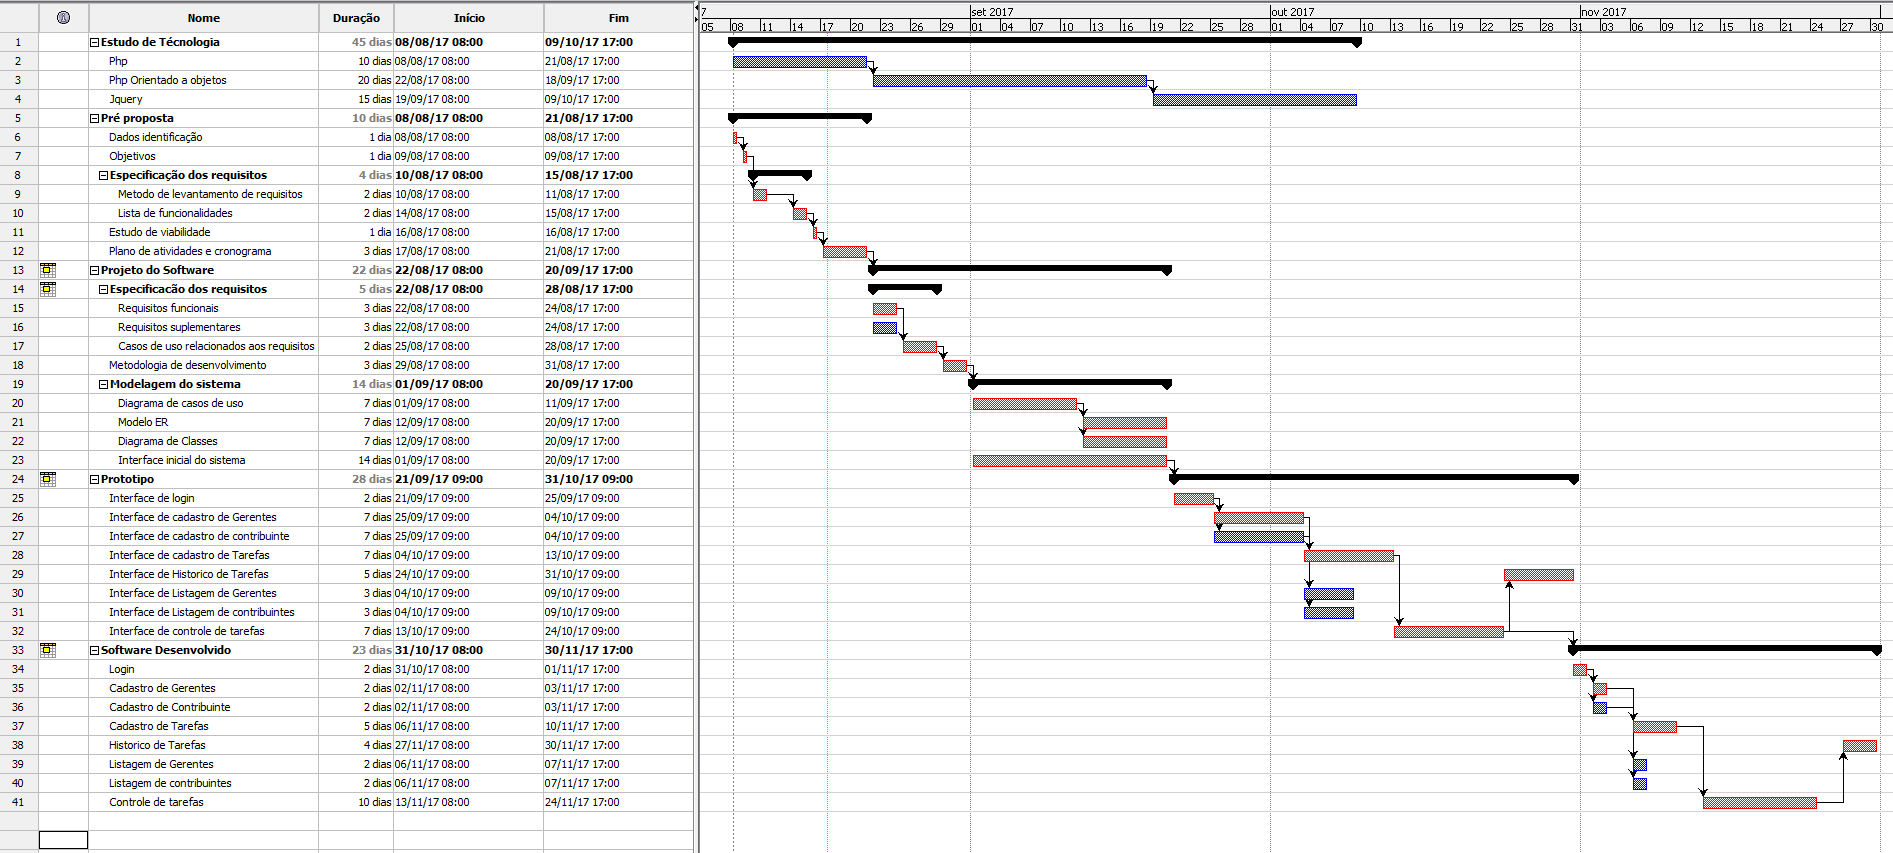 Nome Duração Início Fim
7 set 2017 out 2017 nov 2017
05 08 11 14 17 20 23 26 29 01 04 07 10 13 16 19 22 25 28 01 04 07 10 13 16 19 22 25 28 31 03 06 09 12 15 18 21 24 27 30
1 Estudo de Técnologia 45 dias 08/08/17 08:00 09/10/17 17:00
2 Php 10 dias 08/08/17 08:00 21/08/17 17:00
3 Php Orientado a objetos 20 dias 22/08/17 08:00 18/09/17 17:00
4 Jquery 15 dias 19/09/17 08:00 09/10/17 17:00
5 Pré proposta 10 dias 08/08/17 08:00 21/08/17 17:00
6 Dados identificação 1 dia 08/08/17 08:00 08/08/17 17:00
7 Objetivos 1 dia 09/08/17 08:00 09/08/17 17:00
8 Especificação dos requisitos 4 dias 10/08/17 08:00 15/08/17 17:00
9 Metodo de levantamento de requisitos 2 dias 10/08/17 08:00 11/08/17 17:00
10 Lista de funcionalidades 2 dias 14/08/17 08:00 15/08/17 17:00
11 Estudo de viabilidade 1 dia 16/08/17 08:00 16/08/17 17:00
12 Plano de atividades e cronograma 3 dias 17/08/17 08:00 21/08/17 17:00
13 Projeto do Software 22 dias 22/08/17 08:00 20/09/17 17:00
14 Especificacão dos requisitos 5 dias 22/08/17 08:00 28/08/17 17:00
15 Requisitos funcionais 3 dias 22/08/17 08:00 24/08/17 17:00
16 Requisitos suplementares 3 dias 22/08/17 08:00 24/08/17 17:00
17 Casos de uso relacionados aos requisitos 2 dias 25/08/17 08:00 28/08/17 17:00
18 Metodologia de desenvolvimento 3 dias 29/08/17 08:00 31/08/17 17:00
19 Modelagem do sistema 14 dias 01/09/17 08:00 20/09/17 17:00
20 Diagrama de casos de uso 7 dias 01/09/17 08:00 11/09/17 17:00
21 Modelo ER 7 dias 12/09/17 08:00 20/09/17 17:00
22 Diagrama de Classes 7 dias 12/09/17 08:00 20/09/17 17:00
23 Interface inicial do sistema 14 dias 01/09/17 08:00 20/09/17 17:00
24 Prototipo 28 dias 21/09/17 09:00 31/10/17 09:00
25 Interface de login 2 dias 21/09/17 09:00 25/09/17 09:00
26 Interface de cadastro de Gerentes 7 dias 25/09/17 09:00 04/10/17 09:00
27 Interface de cadastro de contribuinte 7 dias 25/09/17 09:00 04/10/17 09:00
28 Interface de cadastro de Tarefas 7 dias 04/10/17 09:00 13/10/17 09:00
29 Interface de Historico de Tarefas 5 dias 24/10/17 09:00 31/10/17 09:00
30 Interface de Listagem de Gerentes 3 dias 04/10/17 09:00 09/10/17 09:00
31 Interface de Listagem de contribuintes 3 dias 04/10/17 09:00 09/10/17 09:00
32 Interface de controle de tarefas 7 dias 13/10/17 09:00 24/10/17 09:00
33 Software Desenvolvido 23 dias 31/10/17 08:00 30/11/17 17:00
34 Login 2 dias 31/10/17 08:00 01/11/17 17:00
35 Cadastro de Gerentes 2 dias 02/11/17 08:00 03/11/17 17:00
36 Cadastro de Contribuinte 2 dias 02/11/17 08:00 03/11/17 17:00
37 Cadastro de Tarefas 5 dias 06/11/17 08:00 10/11/17 17:00
38 Historico de Tarefas 4 dias 27/11/17 08:00 30/11/17 17:00
39 Listagem de Gerentes 2 dias 06/11/17 08:00 07/11/17 17:00
40 Listagem de contribuintes 2 dias 06/11/17 08:00 07/11/17 17:00
41 Controle de tarefas 10 dias 13/11/17 08:00 24/11/17 17:00